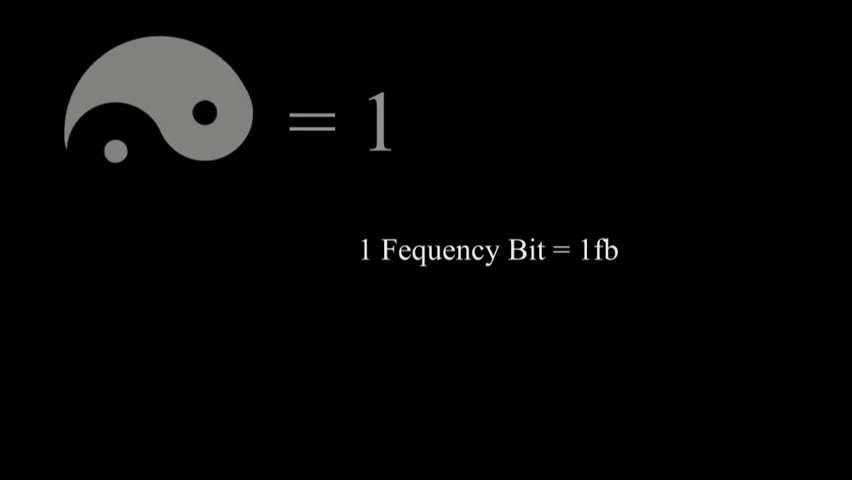 = 1
1 Fequency Bit = 1fb